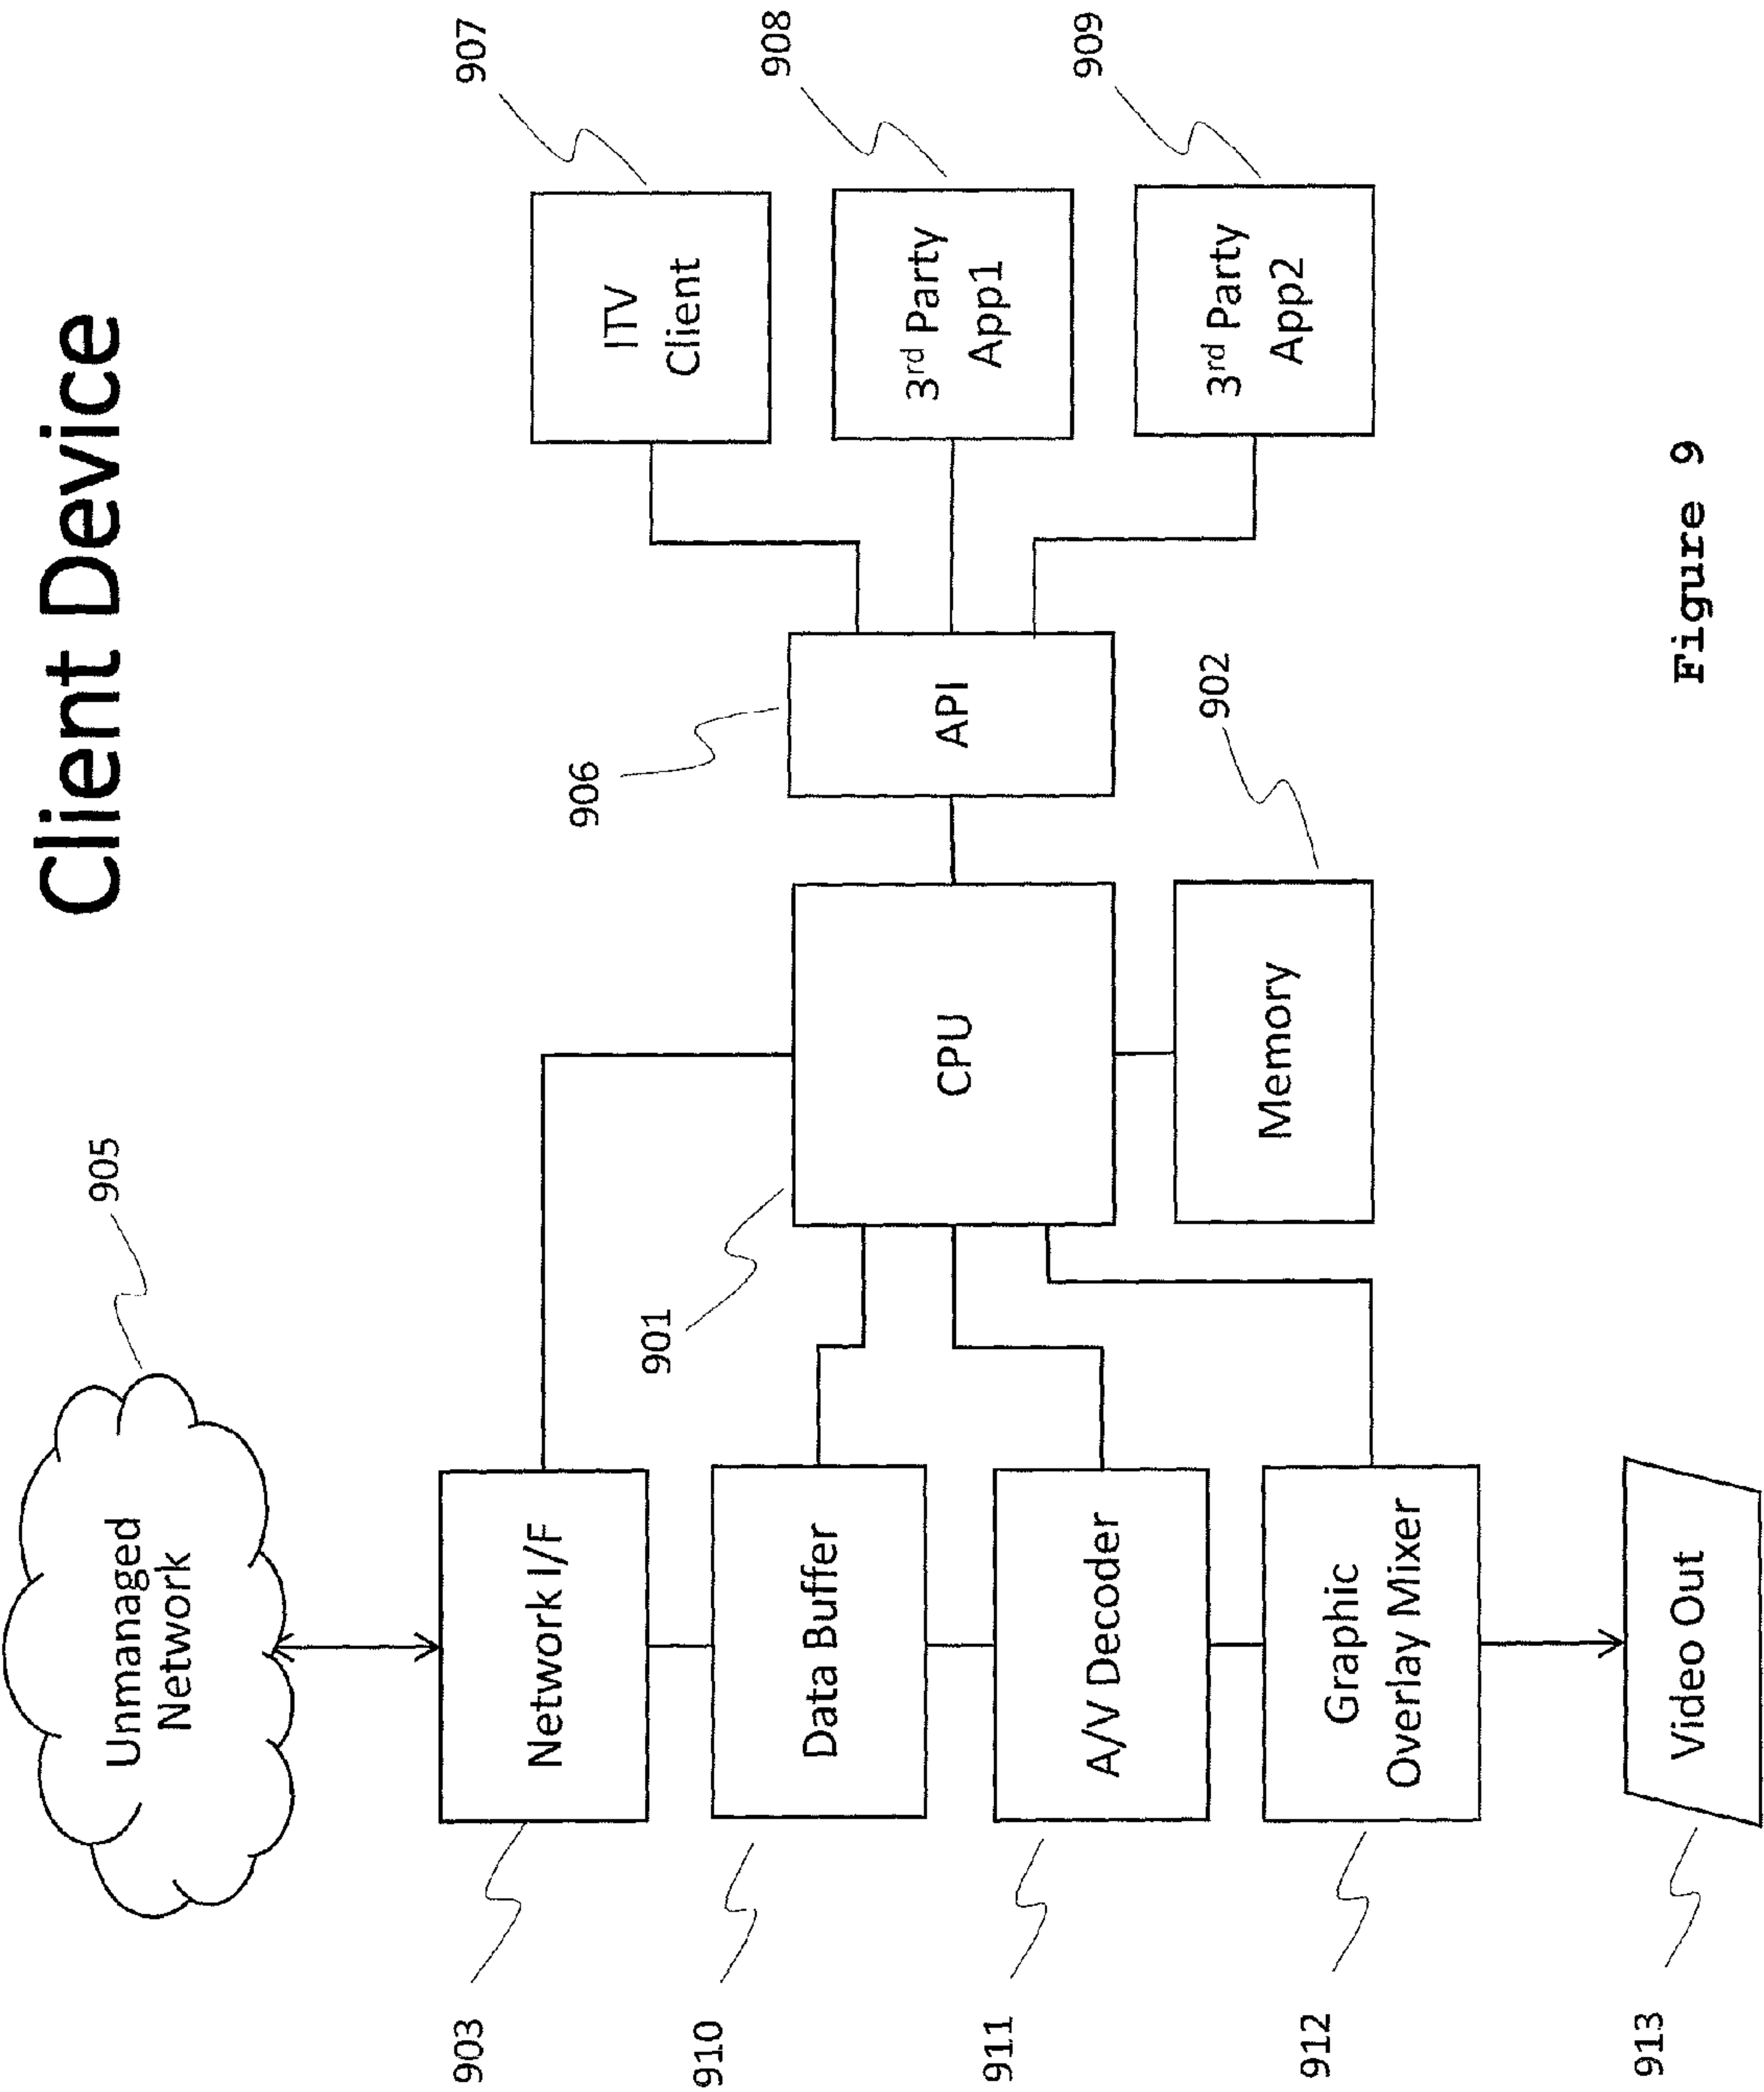 Client Device
905
Unmanaged
Network
903
Network I/F
907
ITV
Client
901
906
910
Data Buffer
908
3rd Party
App1
CPU
API
911
A/V Decoder
909
3rd Party
App2
902
Memory
912
Graphic
Overlay Mixer
913
Video Out
Figure 9